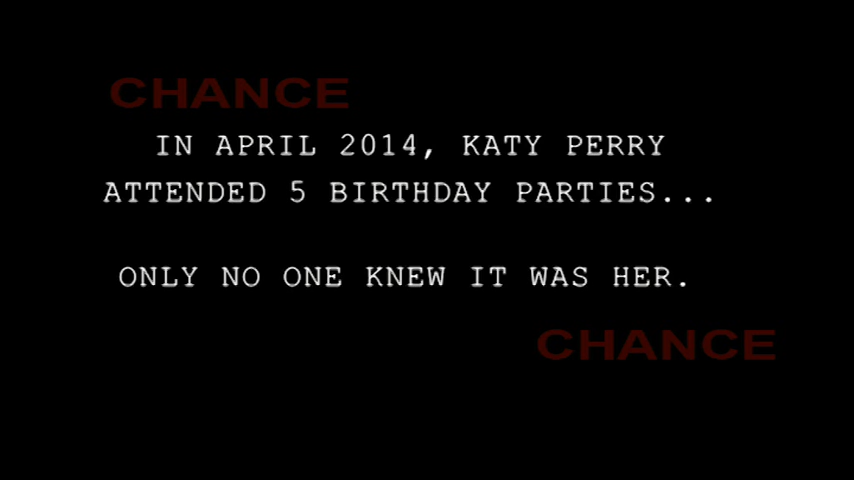 CHANCE
IN APRIL 2014, KATY PERRY
ATTENDED 5 BIRTHDAY PARTIES...
ONLY NO ONE KNEW IT WAS HER.
CHANCE